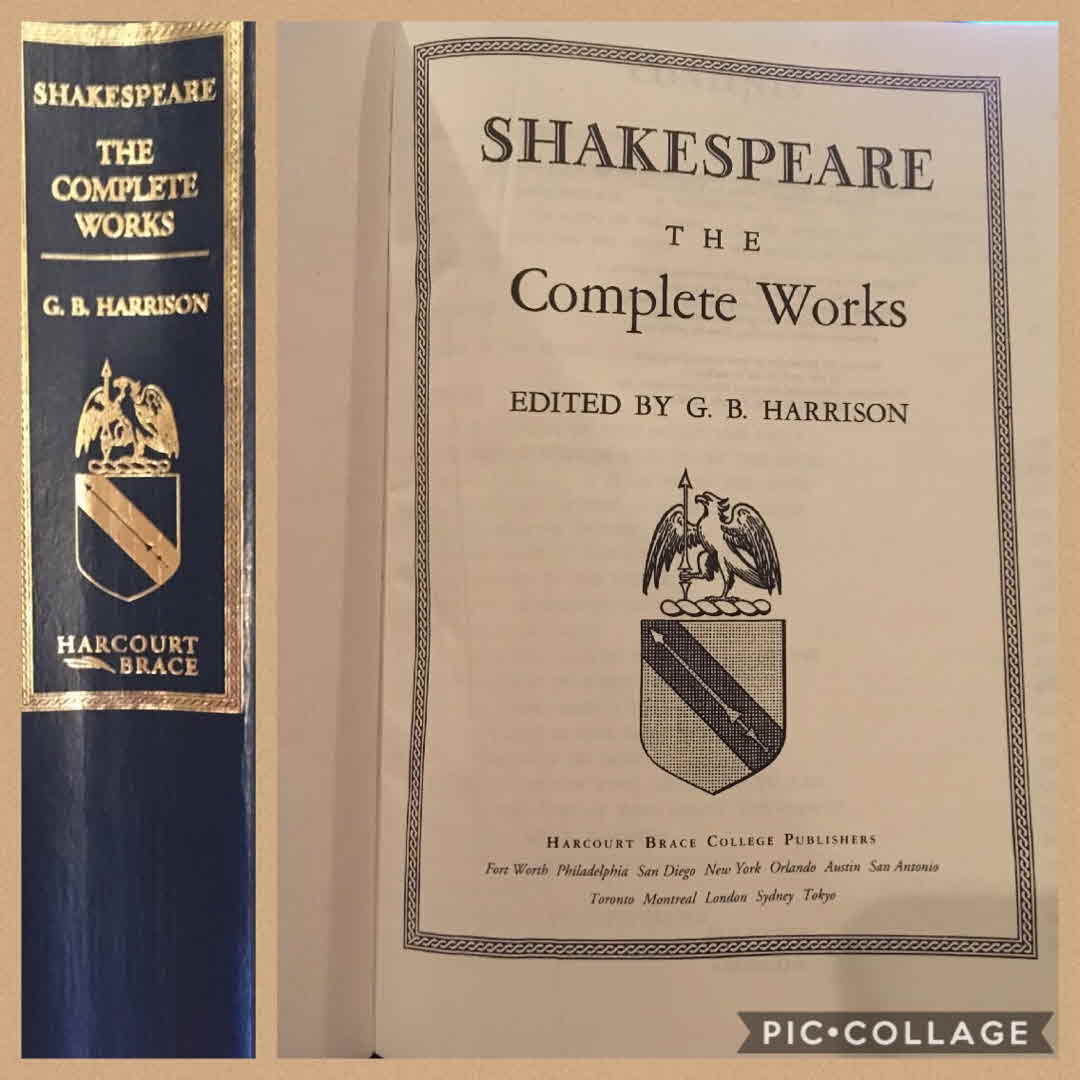 SHAKESPEARE
THE
COMPLETE
WORKS
G. B. HARRISON
HARCOURT
BRACE
SHAKESPEARE
THE
Complete Works
EDITED BY G. B. HARRISON
HARCOURT BRACE COLLEGE PUBLISHERS
Fort Worth Philadelphia San Diego New York Orlando Austin San Antonio
Toronto Montreal London Sydney Tokyo
PIC•COLLAGE